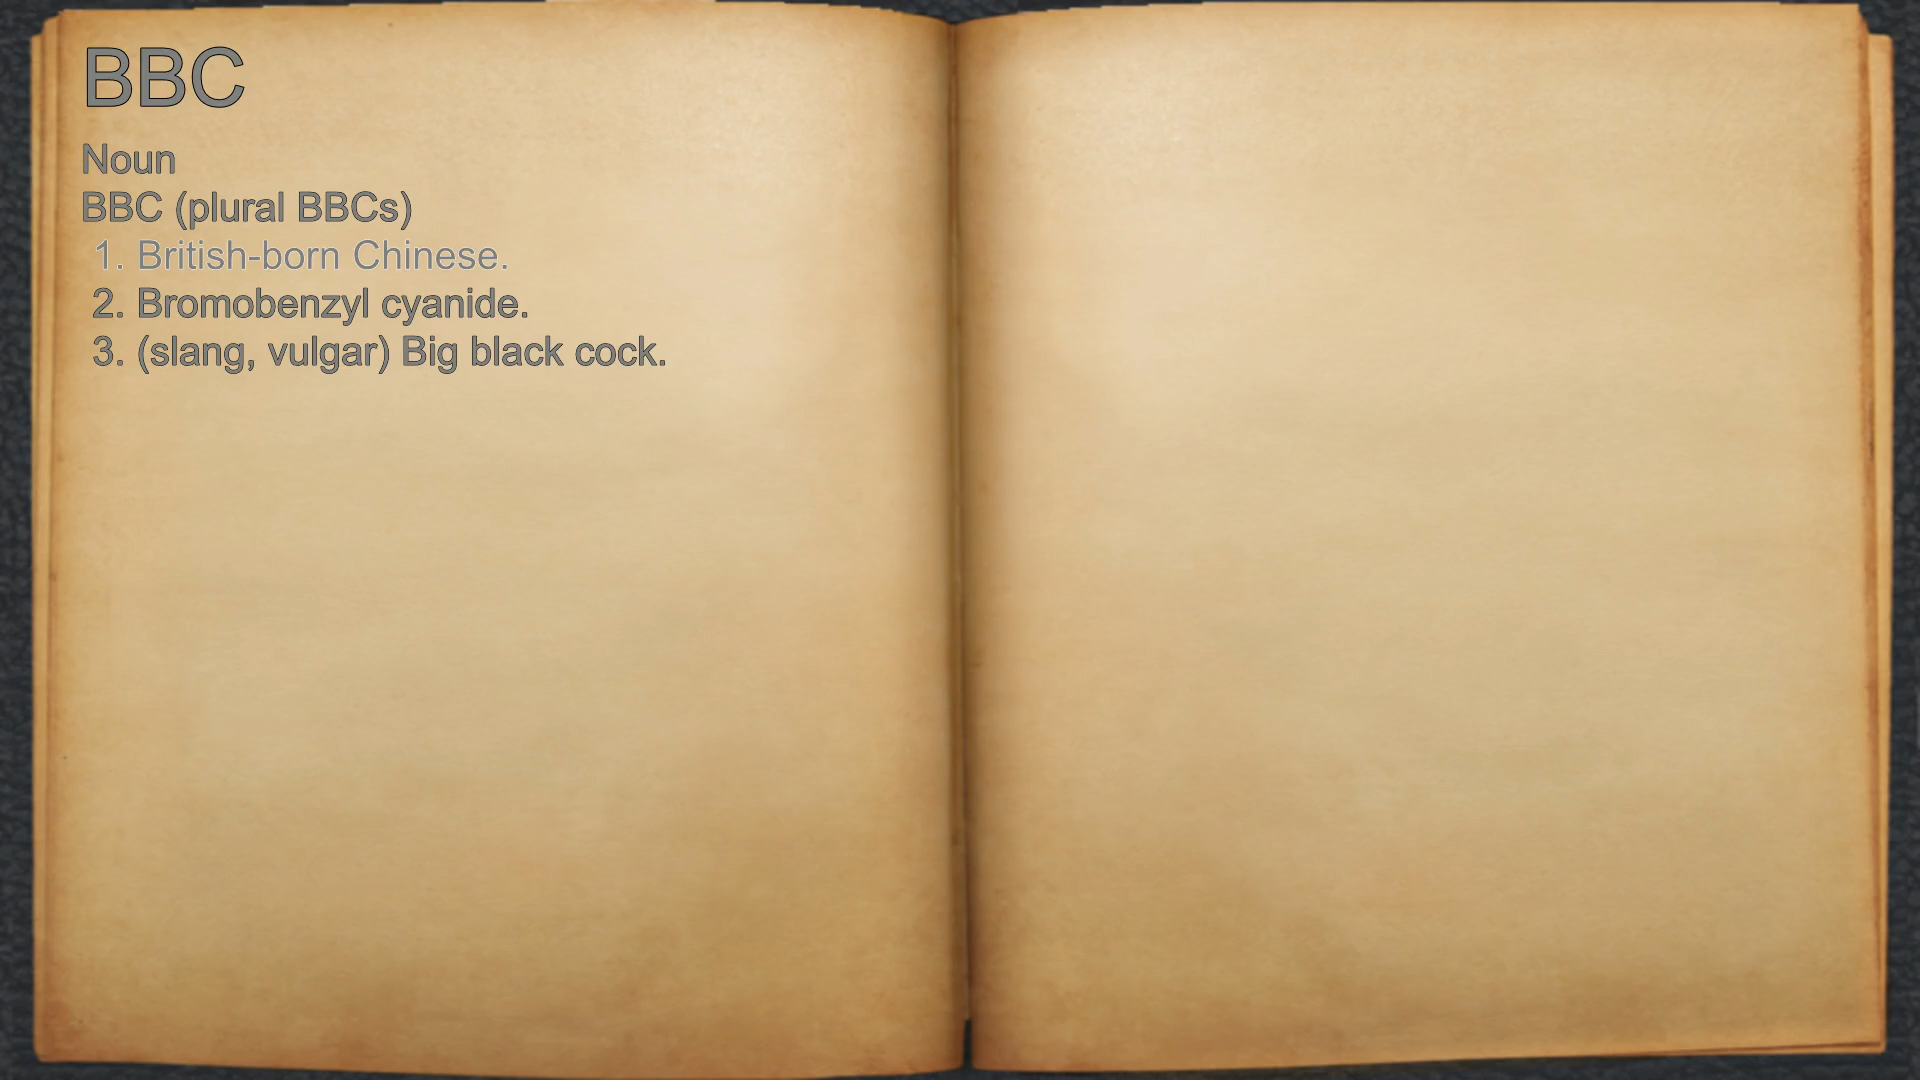 BBC
Noun
BBC (plural BBCs)
1. British-born Chinese.
2. Bromobenzyl cyanide.
3. (slang, vulgar) Big black cock.